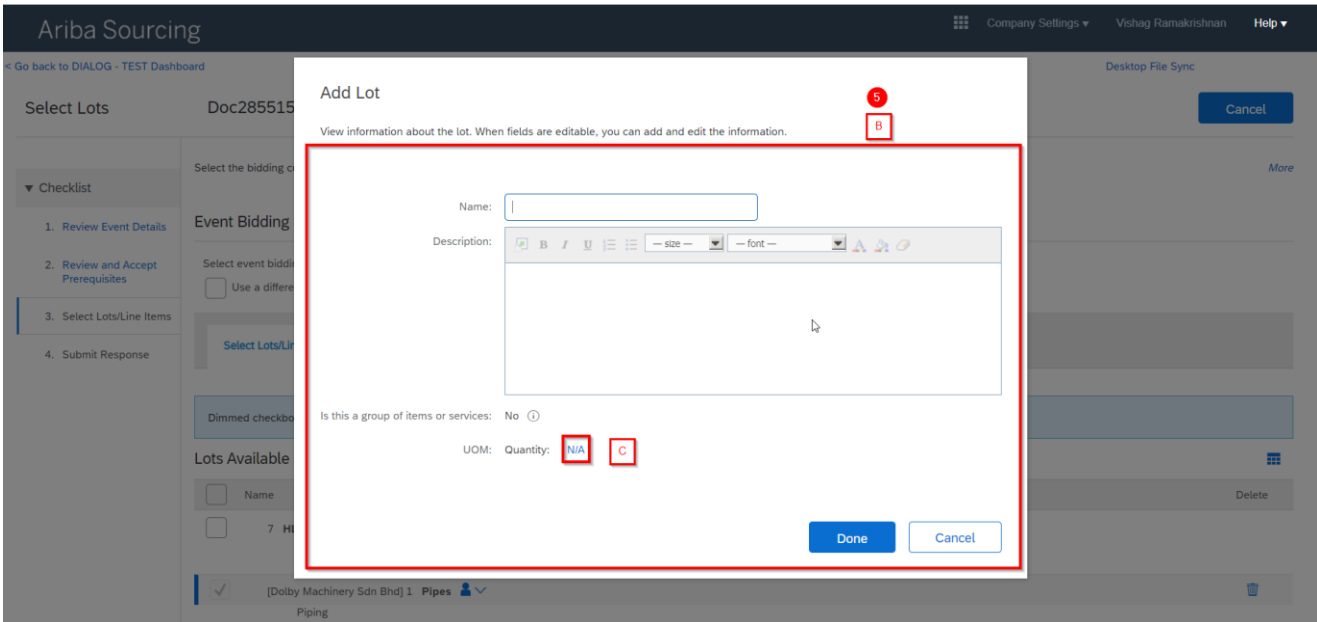 Ariba Sourcing
Company Settings ▾ Vishag Ramakrishnan Help ▾
< Go back to DIALOG - TEST Dashboard
Desktop File Sync
Select Lots
Doc285515
Cancel
Add Lot
5
B
View information about the lot. When fields are editable, you can add and edit the information.
Select the bidding
More
▾ Checklist
1. Review Event Details
2. Review and Accept
Prerequisites
3. Select Lots/Line Items
4. Submit Response
Event Bidding
Select event
Use a
Select
Dimmed
Lots Available
Name
Delete
7
[Dolby Machinery Sdn Bhd] 1 Pipes
Piping
Name:
Description:
B I U — size — — font — A
Is this a group of items or services: No
UOM: Quantity: N/A C
Done Cancel